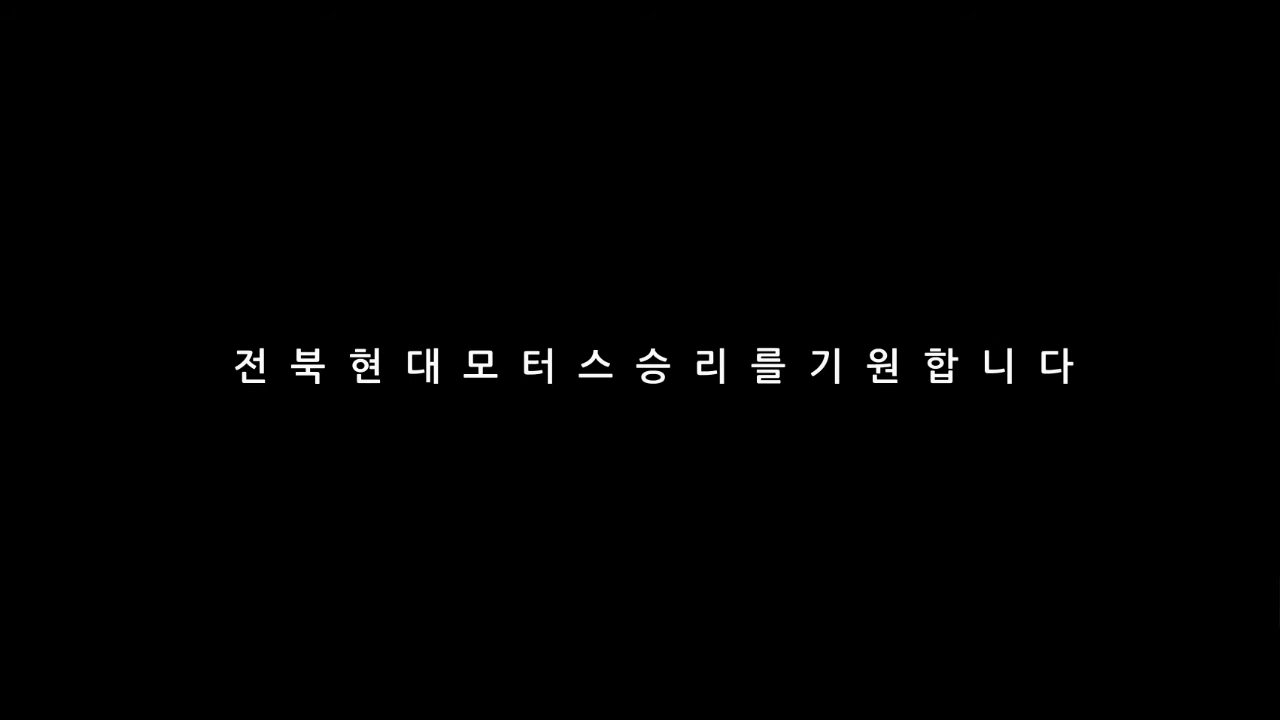 전 북 현 대 모 터 스 승 리 를 기 원 합 니 다